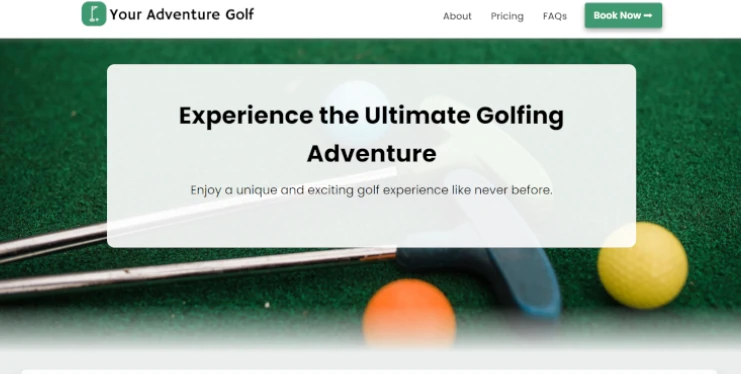 Your Adventure Golf
About
Pricing
FAQs
Book Now →
Experience the Ultimate Golfing
Adventure
Enjoy a unique and exciting golf experience like never before.